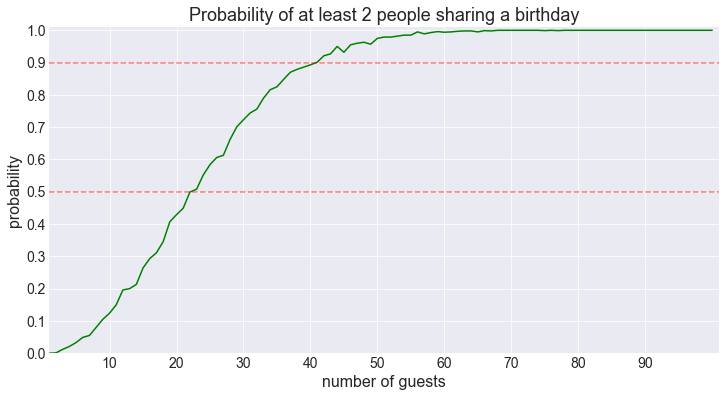 Probability of at least 2 people sharing a birthday
1.0
0.9
0.8
0.7
0.6
0.5
0.4
0.3
0.2
0.1
0.0
probability
10 20 30 40 50 60 70 80 90
number of guests